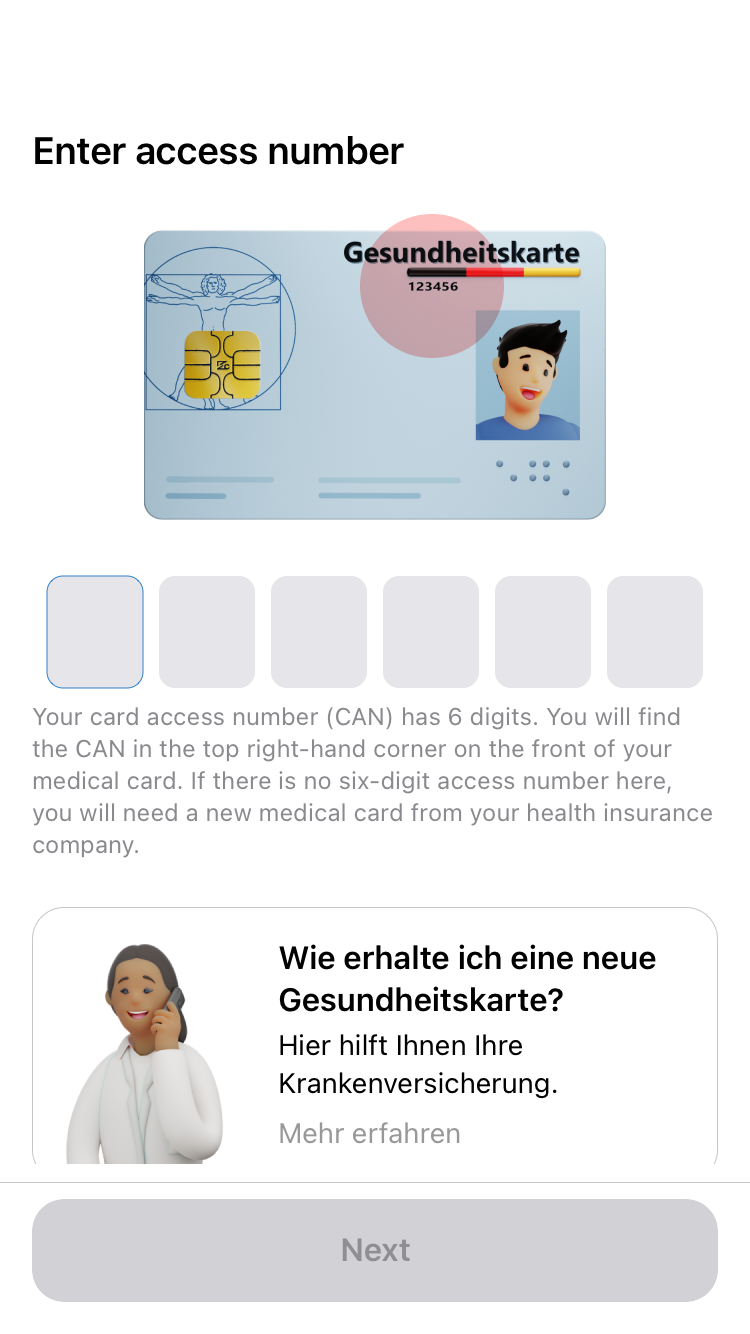 Enter access number
Gesundheitskarte
123456
Your card access number (CAN) has 6 digits. You will find
the CAN in the top right-hand corner on the front of your
medical card. If there is no six-digit access number here,
you will need a new medical card from your health insurance
company.
Wie erhalte ich eine neue
Gesundheitskarte?
Hier hilft Ihnen Ihre
Krankenversicherung.
Mehr erfahren
Next